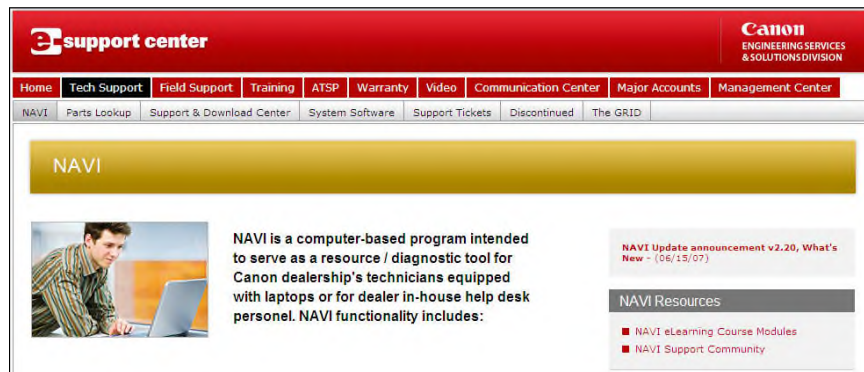 e support center
Canon
ENGINEERING SERVICES
& SOLUTIONS DIVISION
Home Tech Support Field Support Training ATSP Warranty Video Communication Center Major Accounts Management Center
NAVI Parts Lookup Support & Download Center System Software Support Tickets Discontinued The GRID
NAVI
NAVI is a computer-based program intended
to serve as a resource / diagnostic tool for
Canon dealership's technicians equipped
with laptops or for dealer in-house help desk
personel. NAVI functionality includes:
NAVI Update announcement v2.20, What's
New - (06/15/07)
NAVI Resources
NAVI eLearning Course Modules
NAVI Support Community